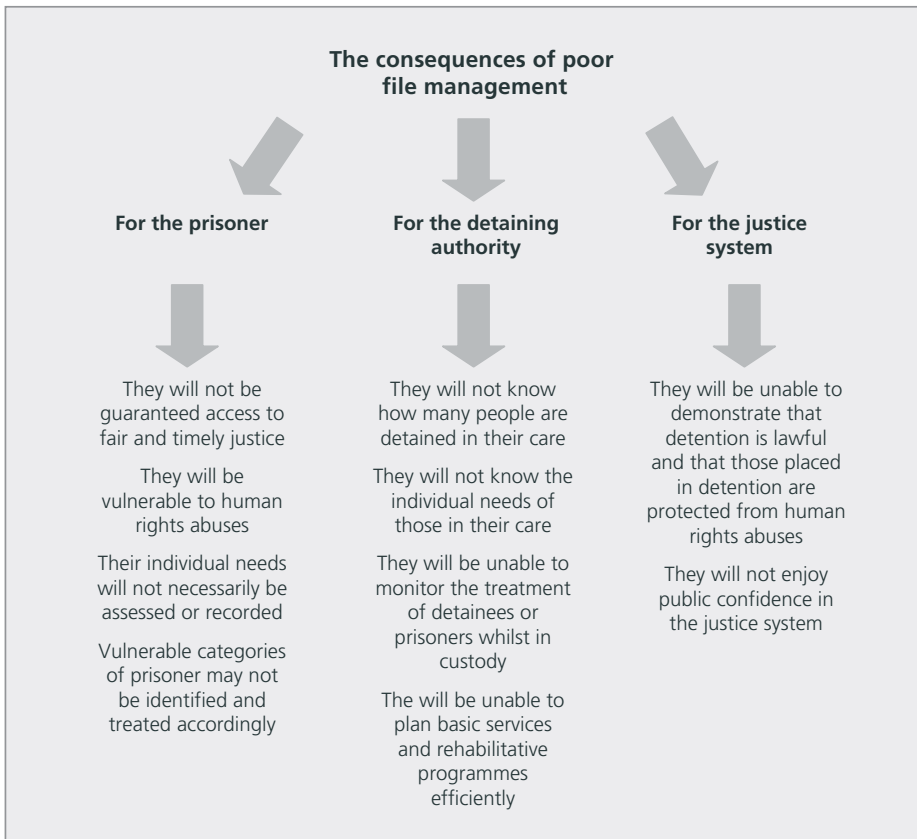 The consequences of poor
file management
For the prisoner
They will not be
guaranteed access to
fair and timely justice
They will be
vulnerable to human
rights abuses
Their individual needs
will not necessarily be
assessed or recorded
Vulnerable categories
of prisoner may not
be identified and
treated accordingly
For the detaining
authority
They will not know
how many people are
detained in their care
They will not know the
individual needs of
those in their care
They will be unable to
monitor the treatment
of detainees or
prisoners whilst in
custody
The will be unable to
plan basic services
and rehabilitative
programmes
efficiently
For the justice
system
They will be unable to
demonstrate that
detention is lawful
and that those placed
in detention are
protected from human
rights abuses
They will not enjoy
public confidence in
the justice system